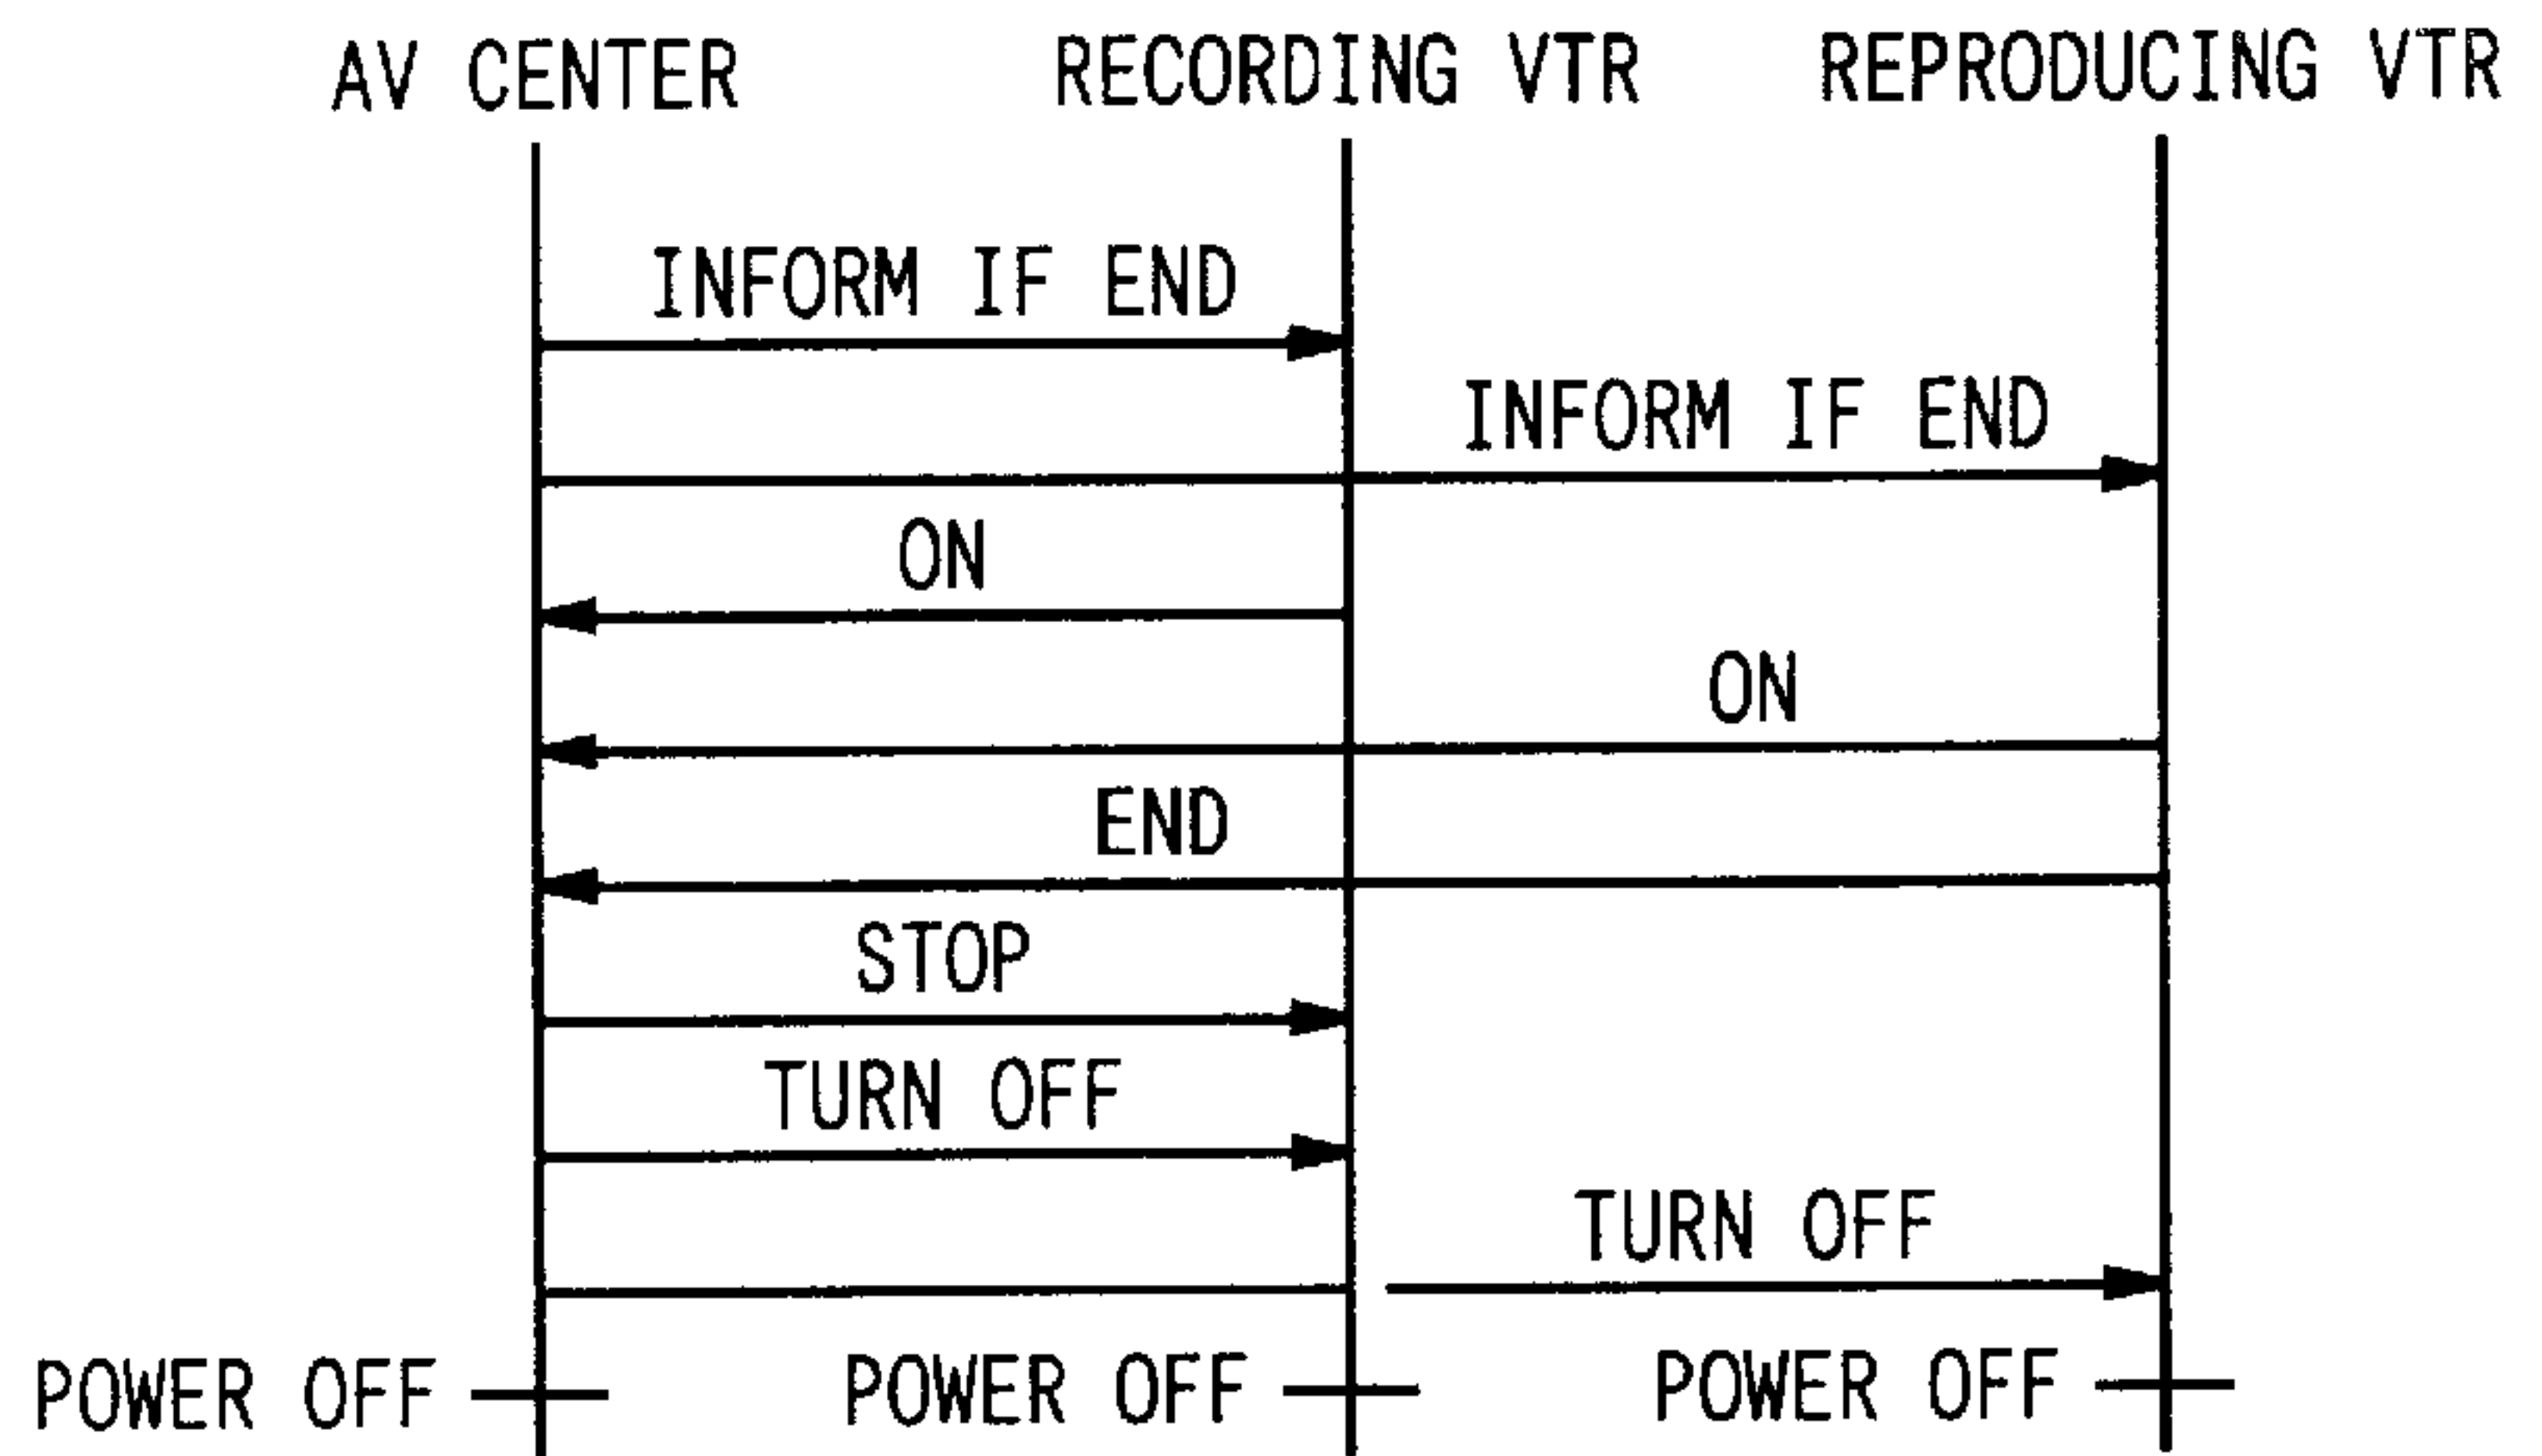 AV CENTER RECORDING VTR REPRODUCING VTR
INFORM IF END
INFORM IF END
ON
ON
END
STOP
TURN OFF
TURN OFF
POWER OFF POWER OFF POWER OFF